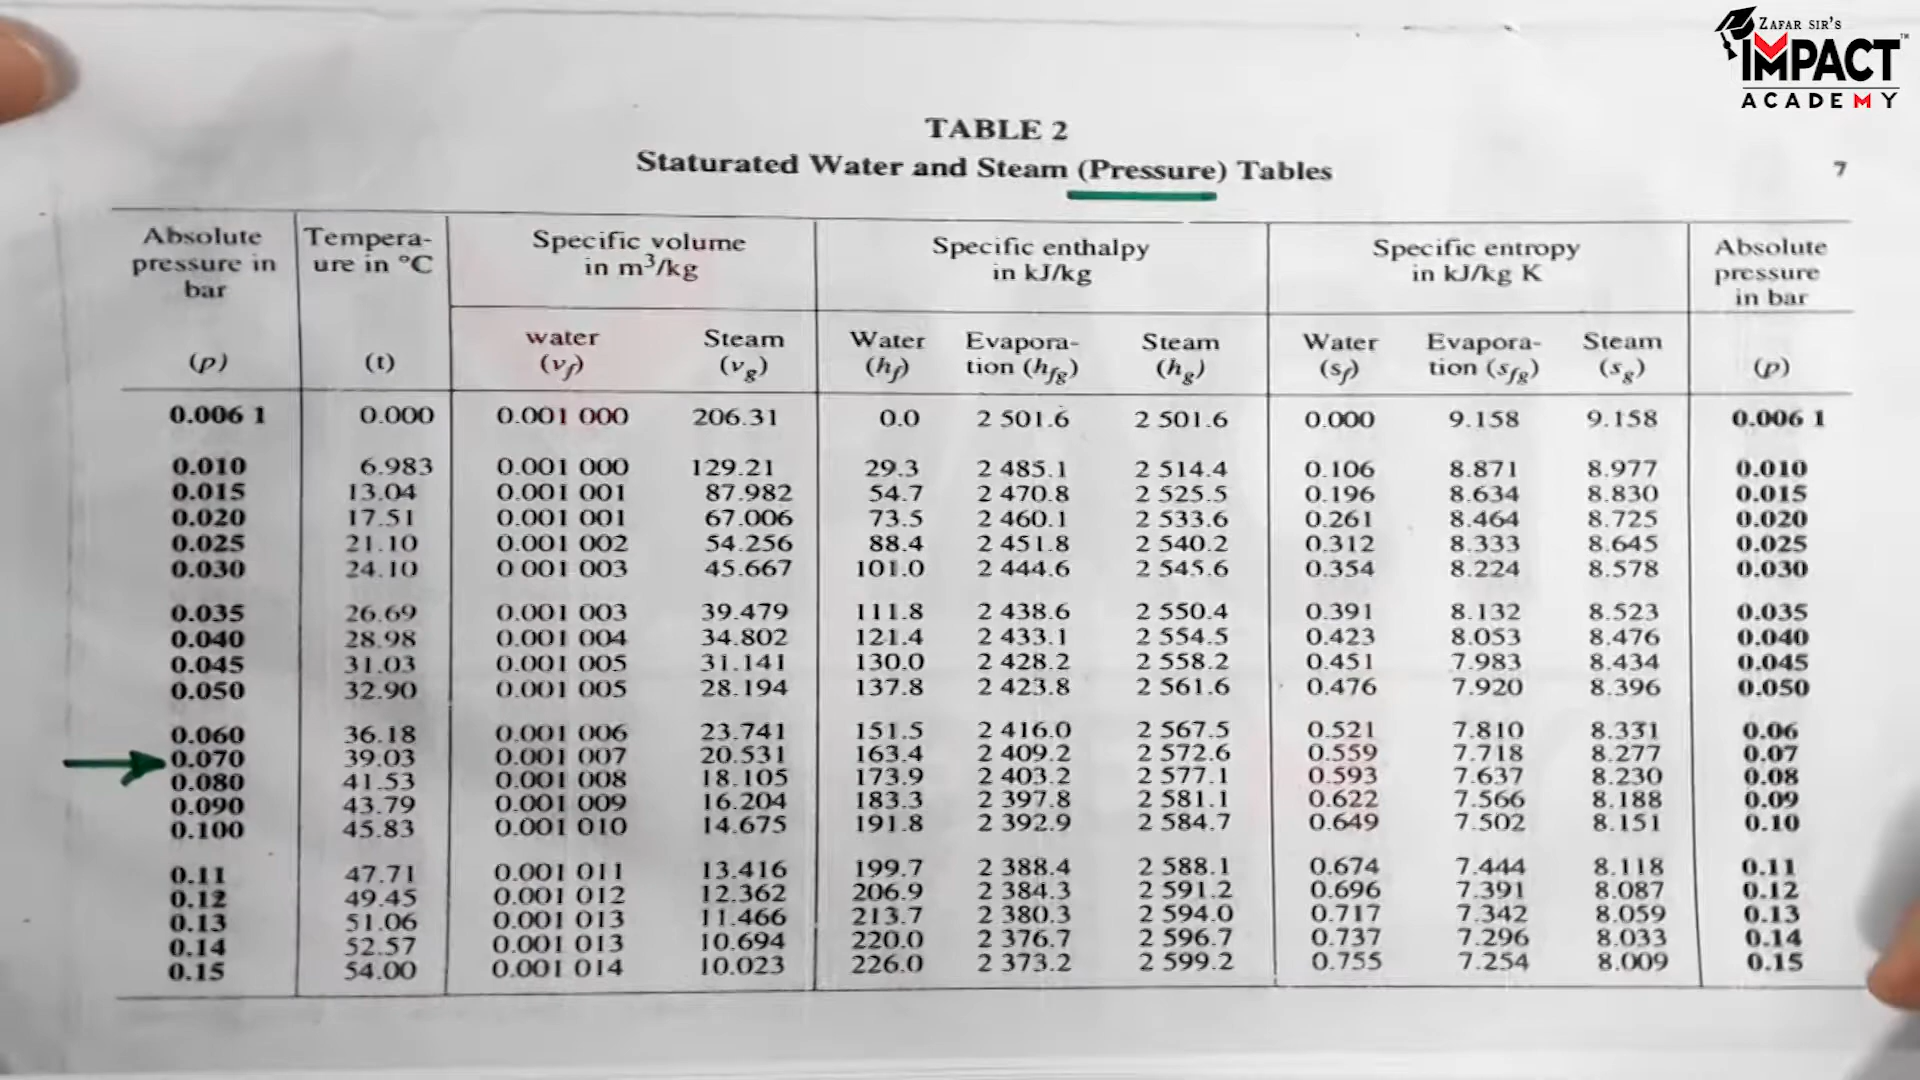 ZAFAR SIR'S
IMPACT™
ACADEMY
TABLE 2
Staturated Water and Steam (Pressure) Tables
7
Absolute pressure in bar Tempera-ure in °C Specific volume in m³/kg Specific enthalpy in kJ/kg Specific entropy in kJ/kg K Absolute pressure in bar
(p) (t) water (vf) Steam (vg) Water (hf) Evapora-tion (hfg) Steam (hg) Water (sf) Evapora-tion (sfg) Steam (sg) (p)
0.006 1 0.000 0.001 000 206.31 0.0 2 501.6 2 501.6 0.000 9.158 9.158 0.006 1
0.010 6.983 0.001 000 129.21 29.3 2 485.1 2 514.4 0.106 8.871 8.977 0.010
0.015 13.04 0.001 001 87.982 54.7 2 470.8 2 525.5 0.196 8.634 8.830 0.015
0.020 17.51 0.001 001 67.006 73.5 2 460.1 2 533.6 0.261 8.464 8.725 0.020
0.025 21.10 0.001 002 54.256 88.4 2 451.8 2 540.2 0.312 8.333 8.645 0.025
0.030 24.10 0 001 003 45.667 101.0 2 444.6 2 545.6 0.354 8.224 8.578 0.030
0.035 26.69 0.001 003 39.479 111.8 2 438.6 2 550.4 0.391 8.132 8.523 0.035
0.040 28.98 0.001 004 34.802 121.4 2 433.1 2 554.5 0.423 8.053 8.476 0.040
0.045 31.03 0.001 005 31.141 130.0 2 428.2 2 558.2 0.451 7.983 8.434 0.045
0.050 32.90 0.001 005 28.194 137.8 2 423.8 2 561.6 0.476 7.920 8.396 0.050
0.060 36.18 0.001 006 23.741 151.5 2 416.0 2 567.5 0.521 7.810 8.331 0.06
0.070 39.03 0.001 007 20.531 163.4 2 409.2 2 572.6 0.559 7.718 8.277 0.07
0.080 41.53 0.001 008 18.105 173.9 2 403.2 2 577.1 0.593 7.637 8.230 0.08
0.090 43.79 0.001 009 16.204 183.3 2 397.8 2 581.1 0.622 7.566 8.188 0.09
0.100 45.83 0.001 010 14.675 191.8 2 392.9 2 584.7 0.649 7.502 8.151 0.10
0.11 47.71 0.001 011 13.416 199.7 2 388.4 2 588.1 0.674 7.444 8.118 0.11
0.12 49.45 0.001 012 12.362 206.9 2 384.3 2 591.2 0.696 7.391 8.087 0.12
0.13 51.06 0.001 013 11.466 213.7 2 380.3 2 594.0 0.717 7.342 8.059 0.13
0.14 52.57 0.001 013 10.694 220.0 2 376.7 2 596.7 0.737 7.296 8.033 0.14
0.15 54.00 0.001 014 10.023 226.0 2 373.2 2 599.2 0.755 7.254 8.009 0.15